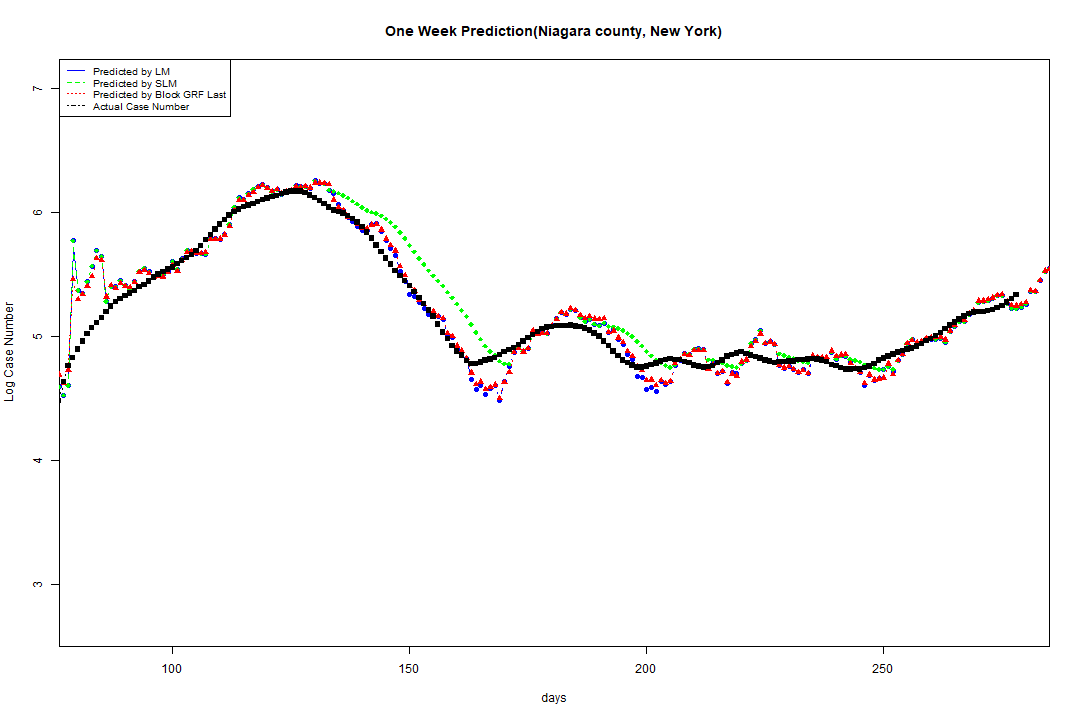 One Week Prediction(Niagara county, New York)
Predicted by LM
Predicted by SLM
Predicted by Block GRF Last
Actual Case Number
7
6
5
4
3
Log Case Number
100 150 200 250
days